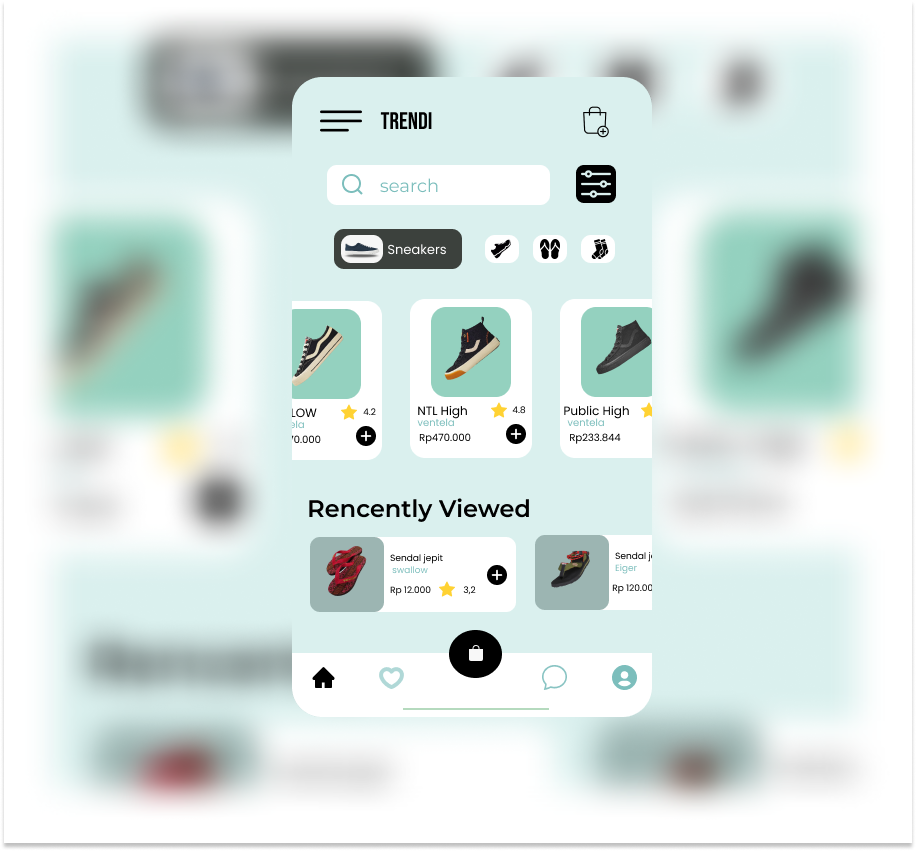 TRENDI
search
Sneakers
LOW
4.2
ela
70.000
NTL High
4.8
ventela
Rp470.000
Public High
ventela
Rp233.844
Rencently Viewed
Sendal jepit
swallow
Rp 12.000
3,2
Sendal je
Eiger
Rp 120.00